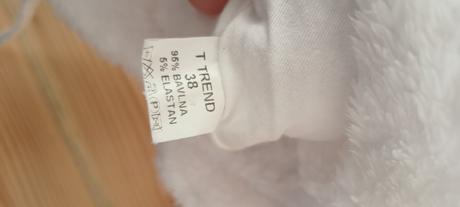 T TREND
38
95% BAVLNA
5% ELASTAN